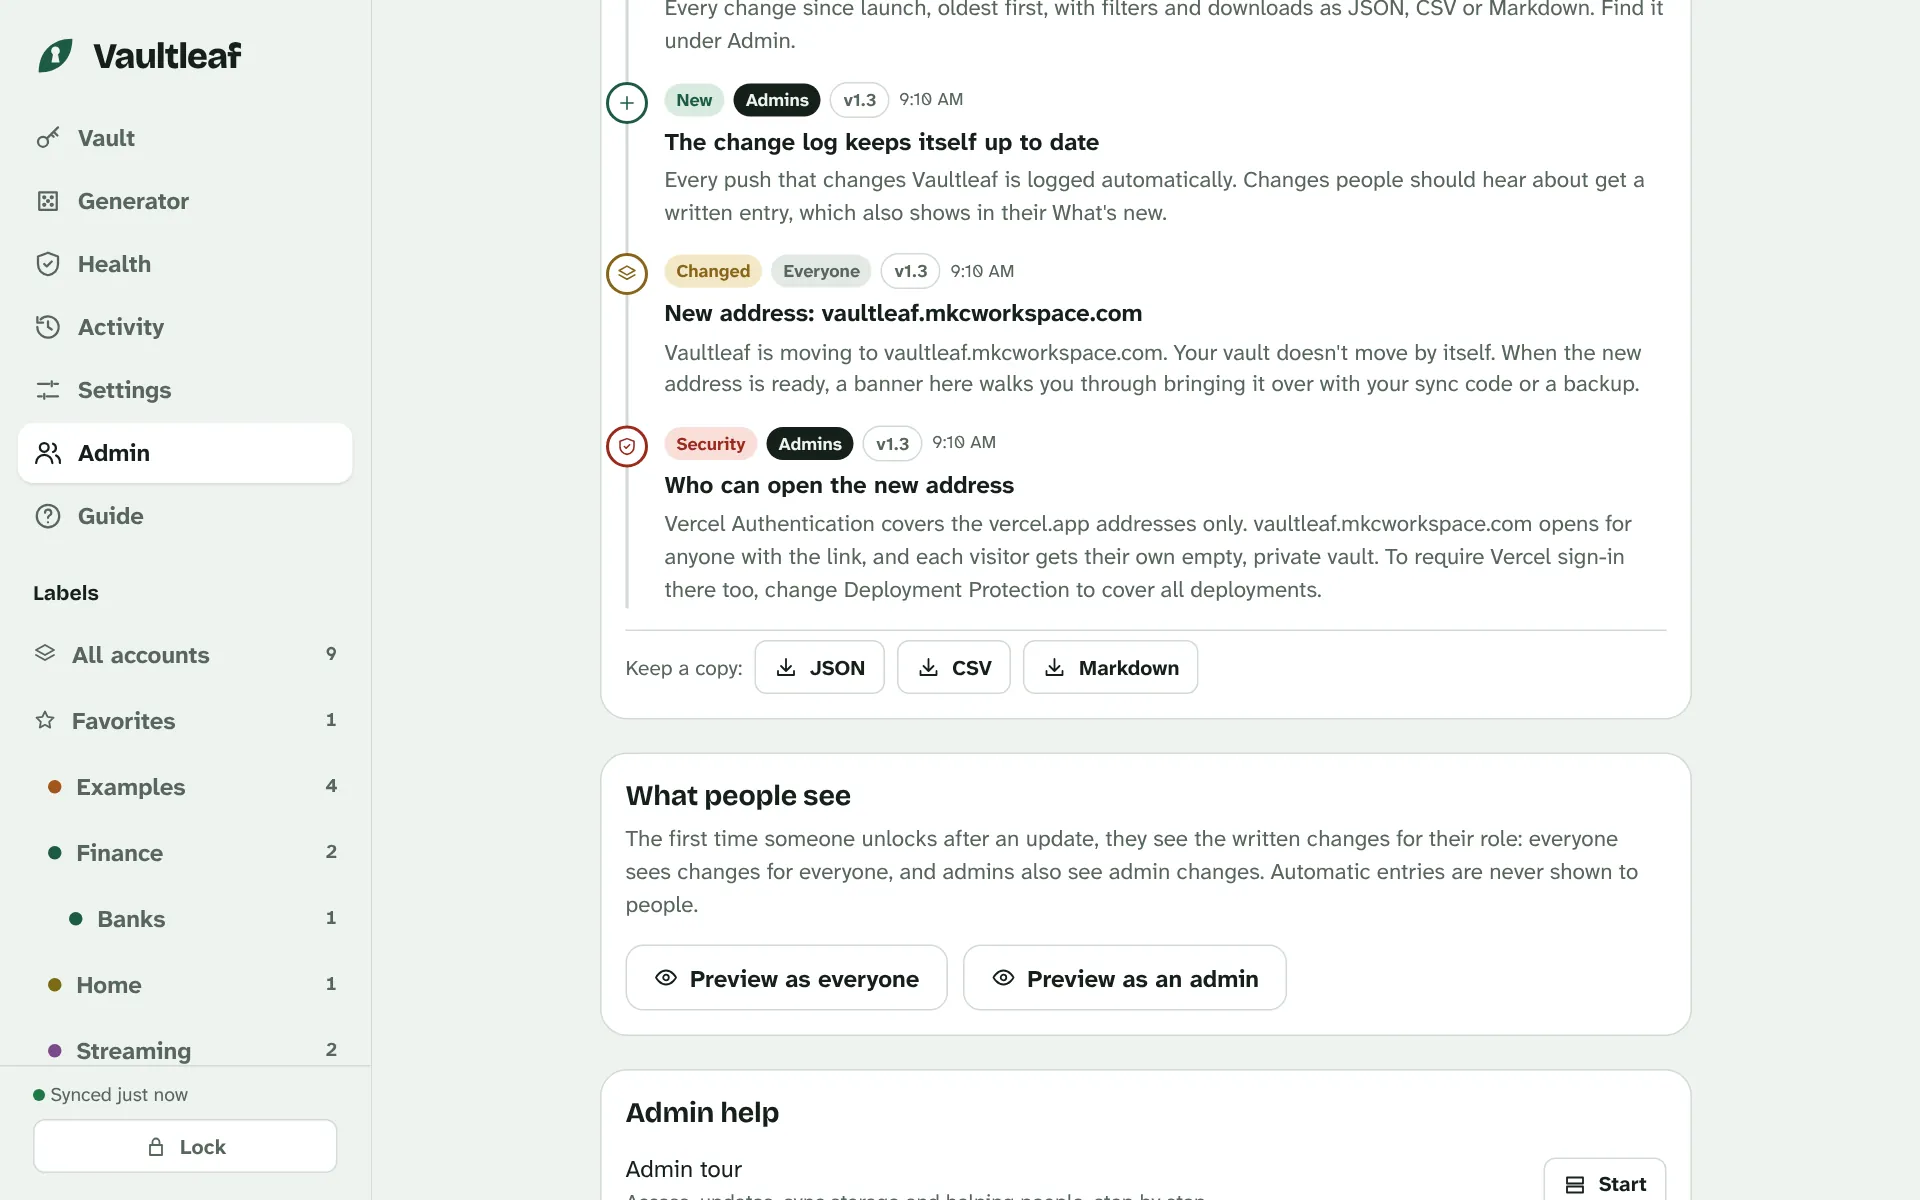 Vaultleaf
Vault
Generator
Health
Activity
Settings
Admin
Guide
Labels
All accounts 9
Favorites 1
Examples 4
Finance 2
Banks 1
Home 1
Streaming 2
Synced just now
Lock
Every change since launch, oldest first, with filters and downloads as JSON, CSV or Markdown. Find it
under Admin.
New Admins v1.3 9:10 AM
The change log keeps itself up to date
Every push that changes Vaultleaf is logged automatically. Changes people should hear about get a
written entry, which also shows in their What's new.
Changed Everyone v1.3 9:10 AM
New address: vaultleaf.mkcworkspace.com
Vaultleaf is moving to vaultleaf.mkcworkspace.com. Your vault doesn't move by itself. When the new
address is ready, a banner here walks you through bringing it over with your sync code or a backup.
Security Admins v1.3 9:10 AM
Who can open the new address
Vercel Authentication covers the vercel.app addresses only. vaultleaf.mkcworkspace.com opens for
anyone with the link, and each visitor gets their own empty, private vault. To require Vercel sign-in
there too, change Deployment Protection to cover all deployments.
Keep a copy: JSON CSV Markdown
What people see
The first time someone unlocks after an update, they see the written changes for their role: everyone
sees changes for everyone, and admins also see admin changes. Automatic entries are never shown to
people.
Preview as everyone Preview as an admin
Admin help
Admin tour
Start
Access, updates, sync storage and helping people, step by step.